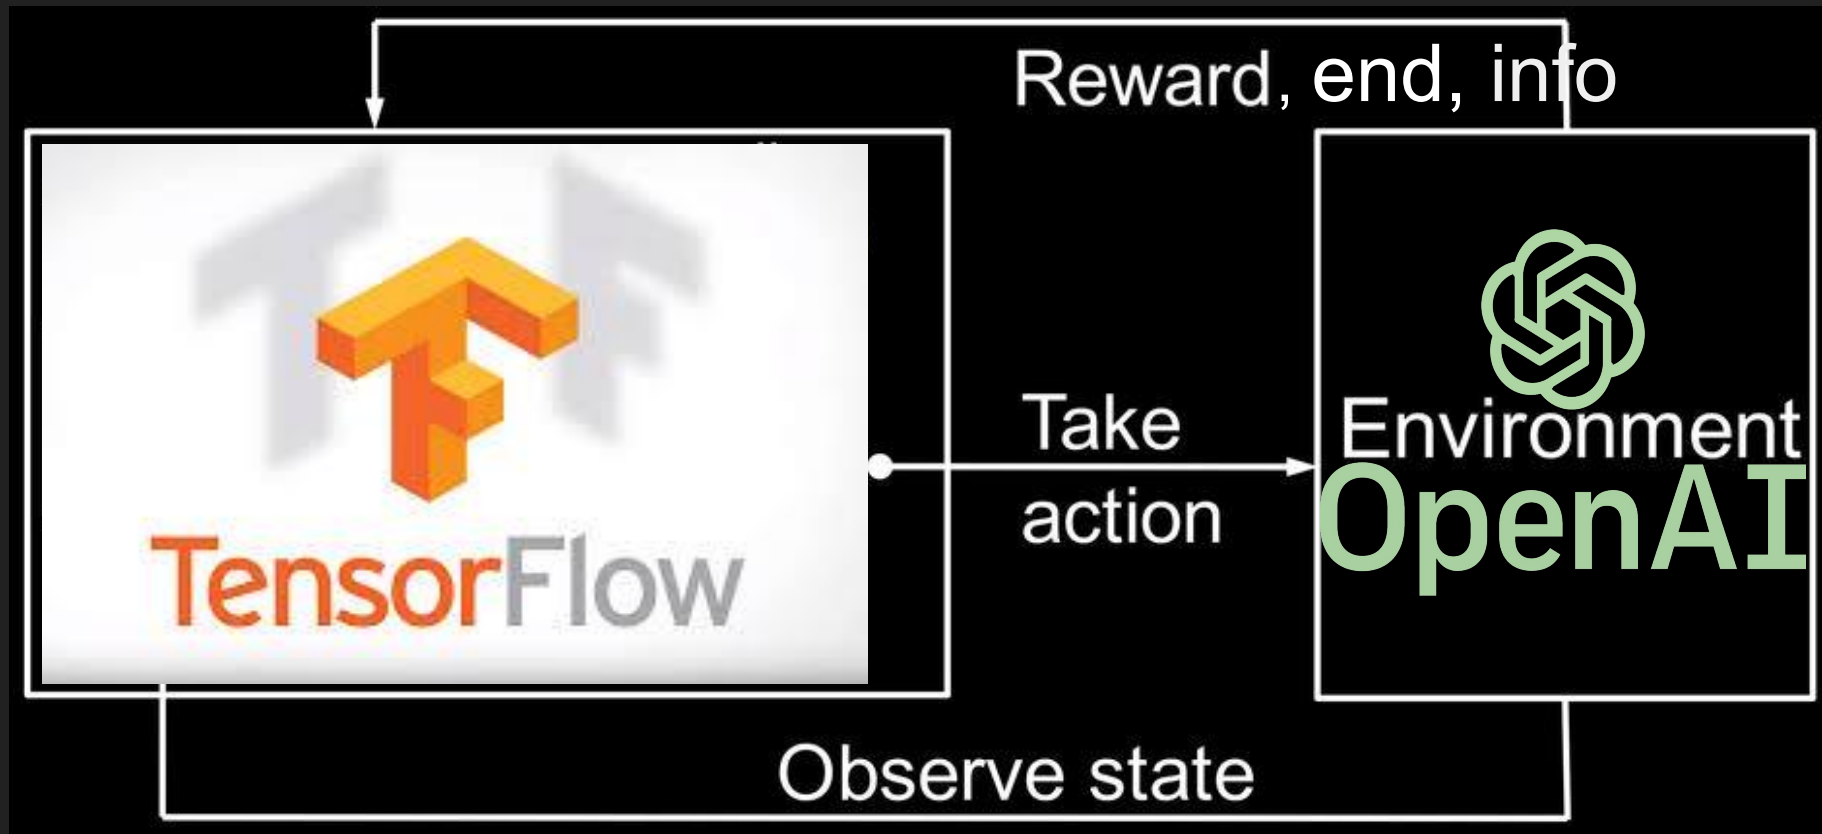 Reward, end, info
TensorFlow
Take
action
Environment
OpenAI
Observe state